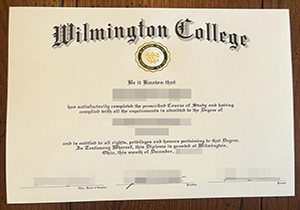 Wilmington College
Be it Known that
has satisfactorily completed the prescribed Course of Study and having
complied with all the requirements is admitted to the Degree of
and is entitled to all rights, privileges and honors pertaining to that Degree.
In Testimony Whereof, this Diploma is granted at Wilmington,
Ohio, this month of December,